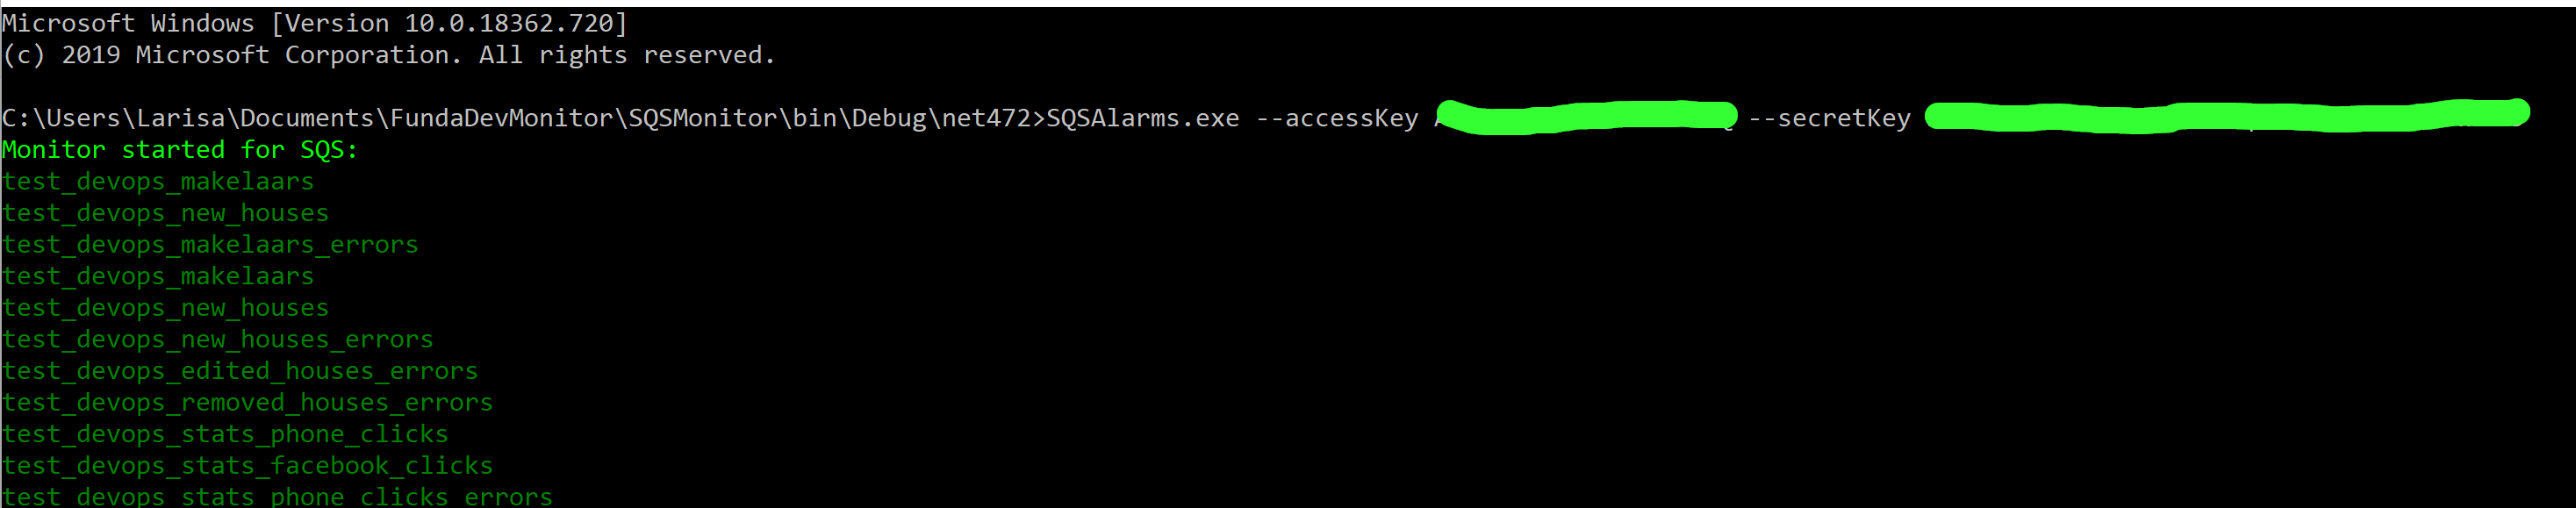 Microsoft Windows [Version 10.0.18362.720]
(c) 2019 Microsoft Corporation. All rights reserved.
C:\Users\Larisa\Documents\FundaDevMonitor\SQSMonitor\bin\Debug\net472>SQSAlarms.exe --accessKey --secretKey
Monitor started for SQS:
test_devops_makelaars
test_devops_new_houses
test_devops_makelaars_errors
test_devops_makelaars
test_devops_new_houses
test_devops_new_houses_errors
test_devops_edited_houses_errors
test_devops_removed_houses_errors
test_devops_stats_phone_clicks
test_devops_stats_facebook_clicks
test_devops_stats_phone_clicks_errors